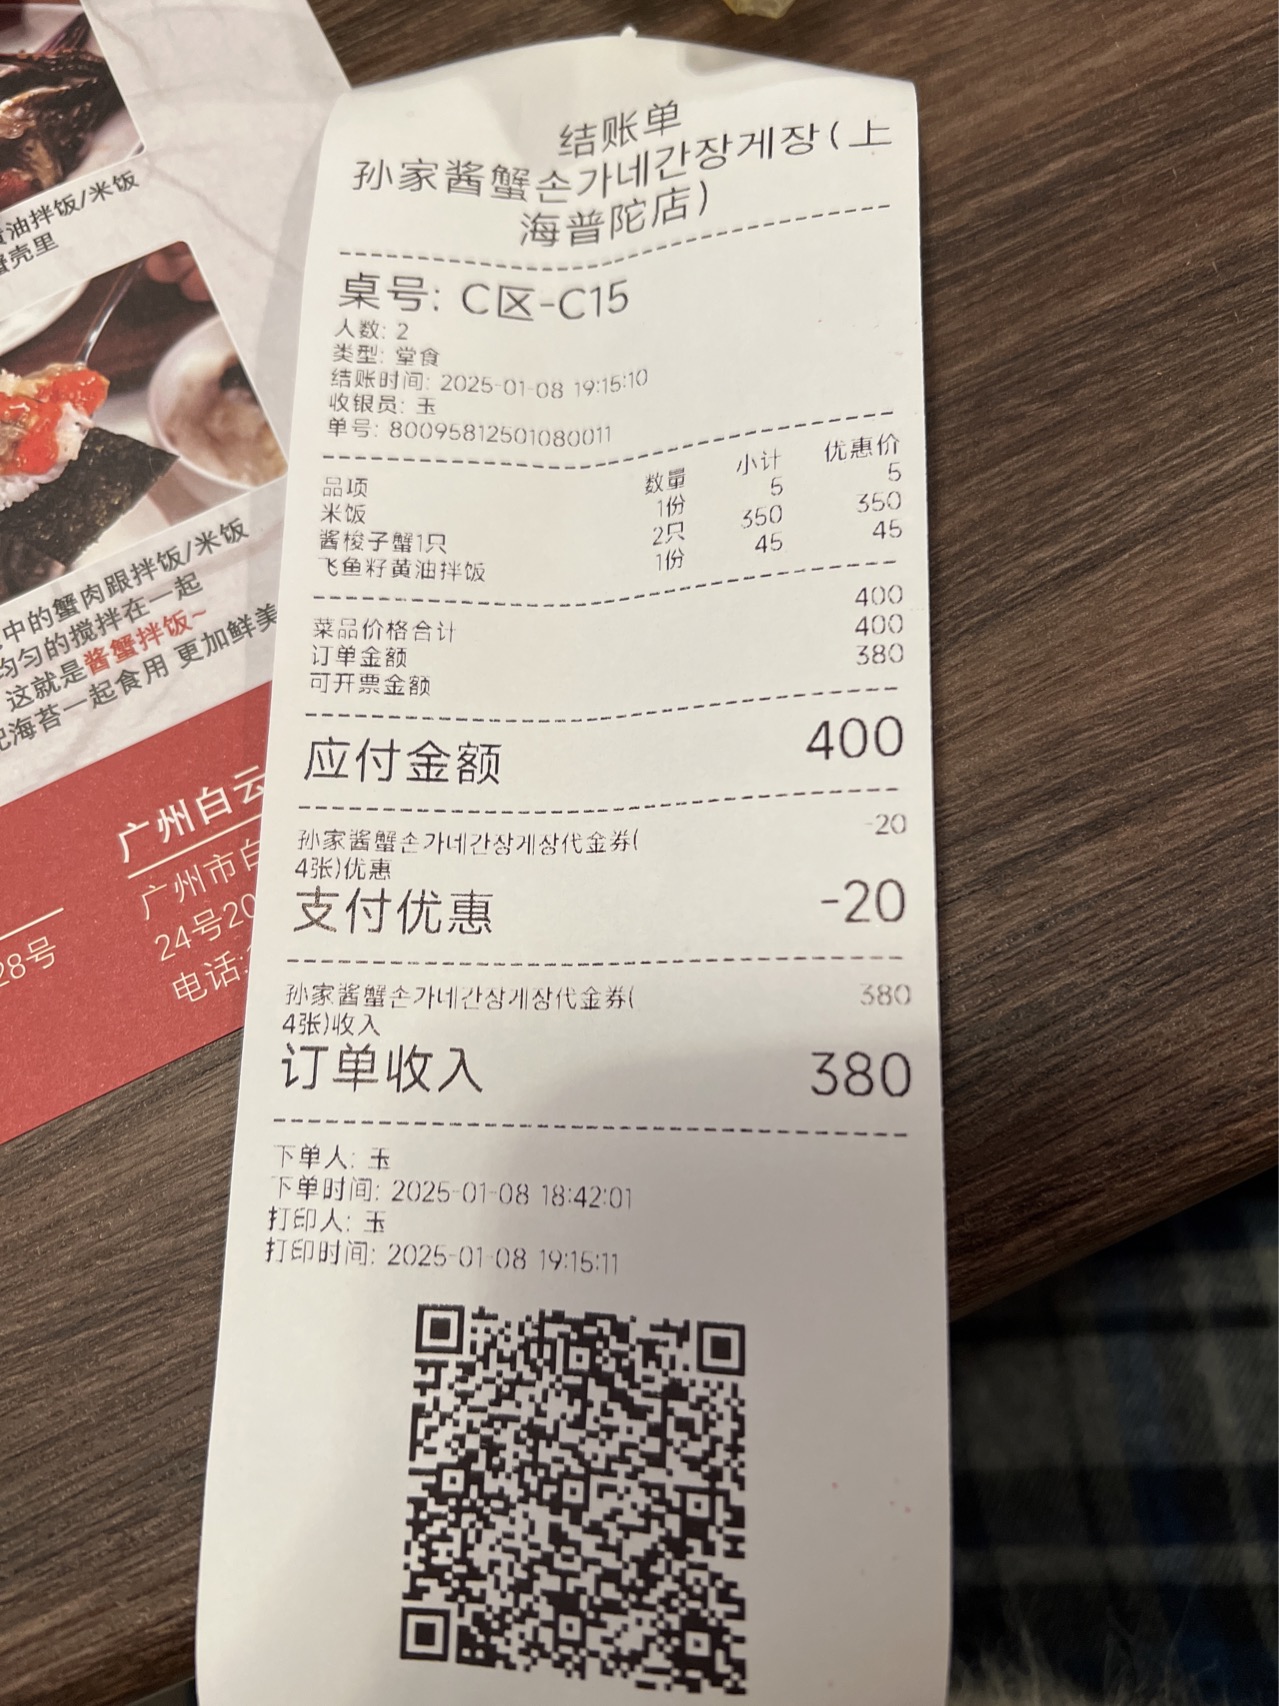 结账单
孙家酱蟹손가네간장게장(上
海普陀店)
桌号: C区-C15
人数: 2
类型: 堂食
结账时间: 2025-01-08 19:15:10
收银员: 玉
单号: 80095812501080011
品项 数量 小计 优惠价
米饭 1份 5 5
酱梭子蟹1只 2只 350 350
飞鱼籽黄油拌饭 1份 45 45
菜品价格合计 400
订单金额 400
可开票金额 380
应付金额 400
孙家酱蟹손가네간장게장代金券( -20
4张)优惠
支付优惠 -20
孙家酱蟹손가네간장게장代金券( 380
4张)收入
订单收入 380
下单人: 玉
下单时间: 2025-01-08 18:42:01
打印人: 玉
打印时间: 2025-01-08 19:15:11
黄油拌饭/米饭
蟹壳里
中的蟹肉跟拌饭/米饭
均匀的搅拌在一起
这就是酱蟹拌饭~
配海苔一起食用 更加鲜美
广州白云
广州市白
24号20
电话:
28号